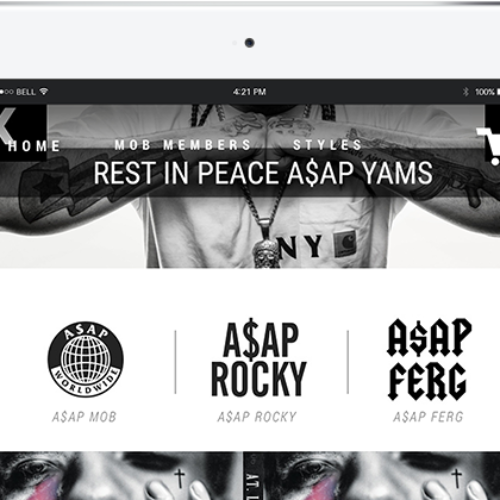 BELL
4:21 PM
100%
HOME
MOB MEMBERS
STYLES
REST IN PEACE A$AP YAMS
NY
A$AP
WORLDWIDE
A$AP
ROCKY
A$AP
FERG
A$AP MOB
A$AP ROCKY
A$AP FERG
AT.L